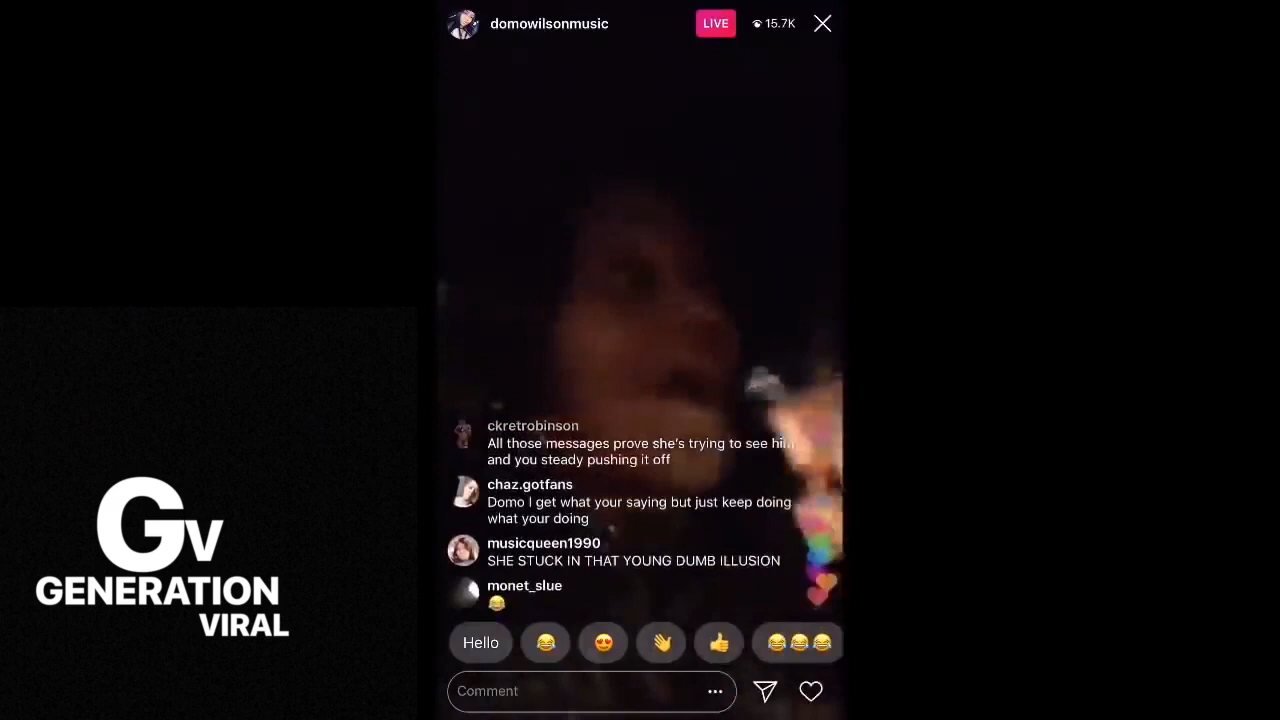 domowilsonmusic
LIVE
15.7K
ckretrobinson
All those messages prove she's trying to see him
and you steady pushing it off
chaz.gotfans
Domo I get what your saying but just keep doing
what your doing
musicqueen1990
SHE STUCK IN THAT YOUNG DUMB ILLUSION
monet_slue
😂
Hello 😂 😍 👋 👍 😂😂😂
Comment
GV
GENERATION
VIRAL